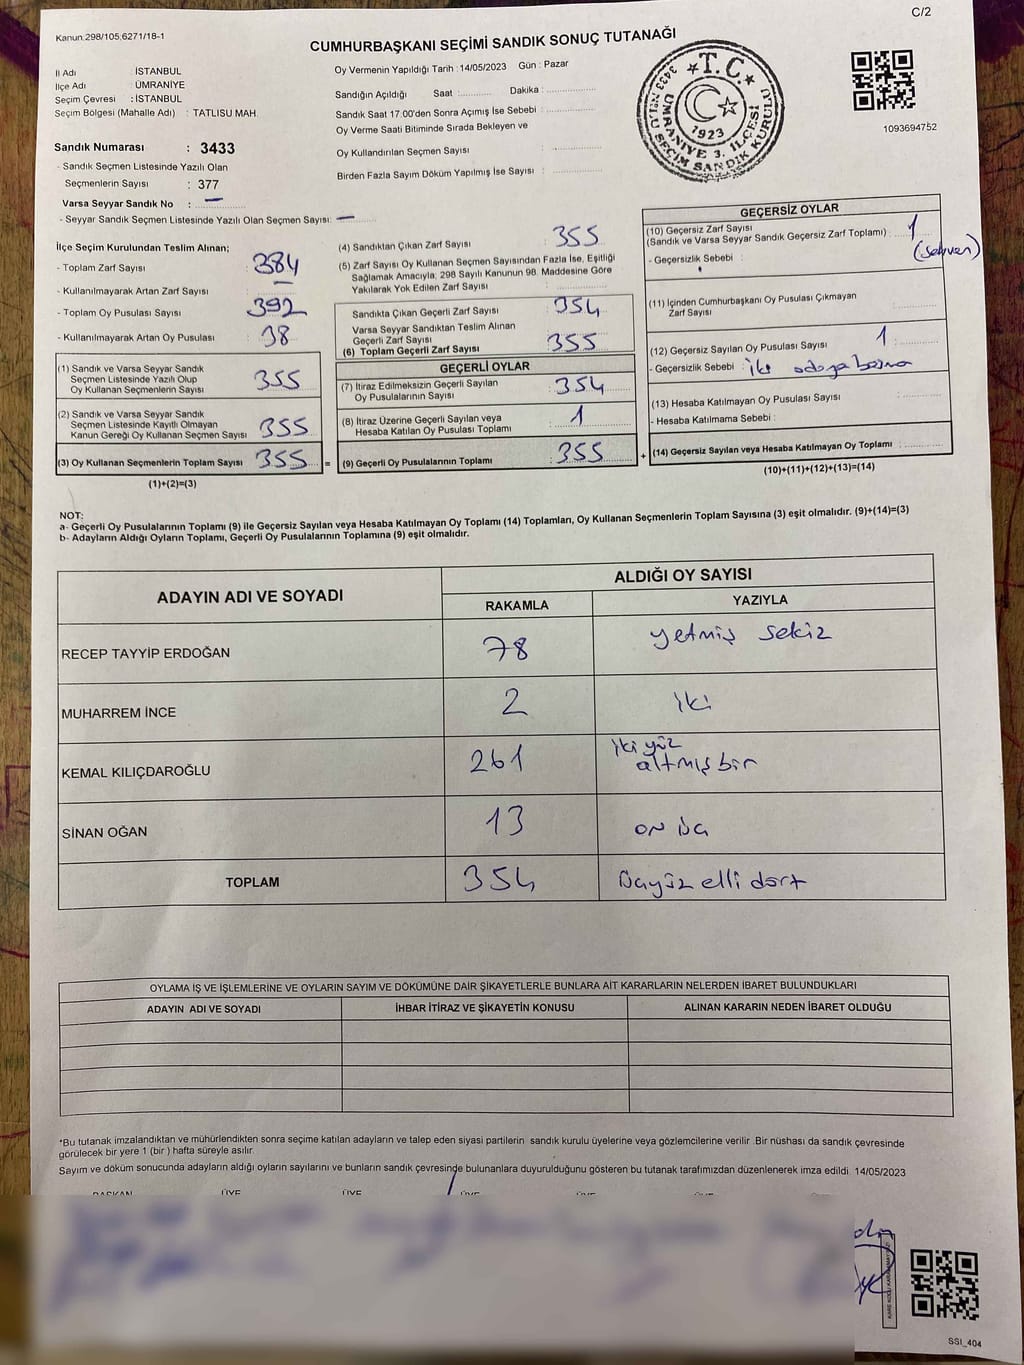 C/2
Kanun:298/105,6271/18-1
CUMHURBAŞKANI SEÇİMİ SANDIK SONUÇ TUTANAĞI
İl Adı : İSTANBUL
İlçe Adı : ÜMRANİYE
Seçim Çevresi : İSTANBUL
Seçim Bölgesi (Mahalle Adı) : TATLISU MAH.
Sandık Numarası : 3433
- Sandık Seçmen Listesinde Yazılı Olan
Seçmenlerin Sayısı : 377
Varsa Seyyar Sandık No : —
- Seyyar Sandık Seçmen Listesinde Yazılı Olan Seçmen Sayısı: —
Oy Vermenin Yapıldığı Tarih : 14/05/2023 Gün : Pazar
Sandığın Açıldığı Saat : Dakika :
Sandık Saat 17:00'den Sonra Açımış İse Sebebi :
Oy Verme Saati Bitiminde Sırada Bekleyen ve
Oy Kullandırılan Seçmen Sayısı :
Birden Fazla Sayım Döküm Yapılmış İse Sayısı :
T.C.
1923
ÜMRANİYE 3. İLÇESİ
3433 NOLU SEÇİM SANDIK KURULU
1093694752
İlçe Seçim Kurulundan Teslim Alınan;
- Toplam Zarf Sayısı : 384
- Kullanılmayarak Artan Zarf Sayısı : —
- Toplam Oy Pusulası Sayısı : 392
- Kullanılmayarak Artan Oy Pusulası : 38
(1) Sandık ve Varsa Seyyar Sandık
Seçmen Listesinde Yazılı Olup
Oy Kullanan Seçmenlerin Sayısı : 355
(2) Sandık ve Varsa Seyyar Sandık
Seçmen Listesinde Kayıtlı Olmayan
Kanun Gereği Oy Kullanan Seçmen Sayısı : 355
(3) Oy Kullanan Seçmenlerin Toplam Sayısı : 355 =
(1)+(2)=(3)
(4) Sandıktan Çıkan Zarf Sayısı : 355
(5) Zarf Sayısı Oy Kullanan Seçmen Sayısından Fazla İse, Eşitliği
Sağlamak Amacıyla; 298 Sayılı Kanunun 98. Maddesine Göre
Yakılarak Yok Edilen Zarf Sayısı :
Sandıkta Çıkan Geçerli Zarf Sayısı : 354
Varsa Seyyar Sandıktan Teslim Alınan
Geçerli Zarf Sayısı
(6) Toplam Geçerli Zarf Sayısı : 355
GEÇERLİ OYLAR
(7) İtiraz Edilmeksizin Geçerli Sayılan
Oy Pusulalarının Sayısı : 354
(8) İtiraz Üzerine Geçerli Sayılan veya
Hesaba Katılan Oy Pusulası Toplamı : 1
(9) Geçerli Oy Pusulalarının Toplamı : 355 +
GEÇERSİZ OYLAR
(10) Geçersiz Zarf Sayısı
(Sandık ve Varsa Seyyar Sandık Geçersiz Zarf Toplamı) : 1
(sehven)
- Geçersizlik Sebebi :
(11) İçinden Cumhurbaşkanı Oy Pusulası Çıkmayan
Zarf Sayısı :
(12) Geçersiz Sayılan Oy Pusulası Sayısı : 1
- Geçersizlik Sebebi : iki adaya basma
(13) Hesaba Katılmayan Oy Pusulası Sayısı :
- Hesaba Katılmama Sebebi :
(14) Geçersiz Sayılan veya Hesaba Katılmayan Oy Toplamı :
(10)+(11)+(12)+(13)=(14)
NOT:
a- Geçerli Oy Pusulalarının Toplamı (9) ile Geçersiz Sayılan veya Hesaba Katılmayan Oy Toplamı (14) Toplamları, Oy Kullanan Seçmenlerin Toplam Sayısına (3) eşit olmalıdır. (9)+(14)=(3)
b- Adayların Aldığı Oyların Toplamı, Geçerli Oy Pusulalarının Toplamına (9) eşit olmalıdır.
ADAYIN ADI VE SOYADI
ALDIĞI OY SAYISI
RAKAMLA YAZIYLA
RECEP TAYYİP ERDOĞAN 78 yetmiş sekiz
MUHARREM İNCE 2 iki
KEMAL KILIÇDAROĞLU 261 iki yüz
altmış bir
SİNAN OĞAN 13 on üç
TOPLAM 354 üçyüz elli dört
OYLAMA İŞ VE İŞLEMLERİNE VE OYLARIN SAYIM VE DÖKÜMÜNE DAİR ŞİKAYETLERLE BUNLARA AİT KARARLARIN NELERDEN İBARET BULUNDUKLARI
ADAYIN ADI VE SOYADI İHBAR İTİRAZ VE ŞİKAYETİN KONUSU ALINAN KARARIN NEDEN İBARET OLDUĞU
*Bu tutanak imzalandıktan ve mühürlendikten sonra seçime katılan adayların ve talep eden siyasi partilerin sandık kurulu üyelerine veya gözlemcilerine verilir .Bir nüshası da sandık çevresinde
görülecek bir yere 1 (bir ) hafta süreyle asılır.
Sayım ve döküm sonucunda adayların aldığı oyların sayılarını ve bunların sandık çevresinde bulunanlara duyurulduğunu gösteren bu tutanak tarafımızdan düzenlenerek imza edildi. 14/05/2023
BAŞKAN ÜYE ÜYE ÜYE ÜYE ÜYE ÜYE
SSI_404